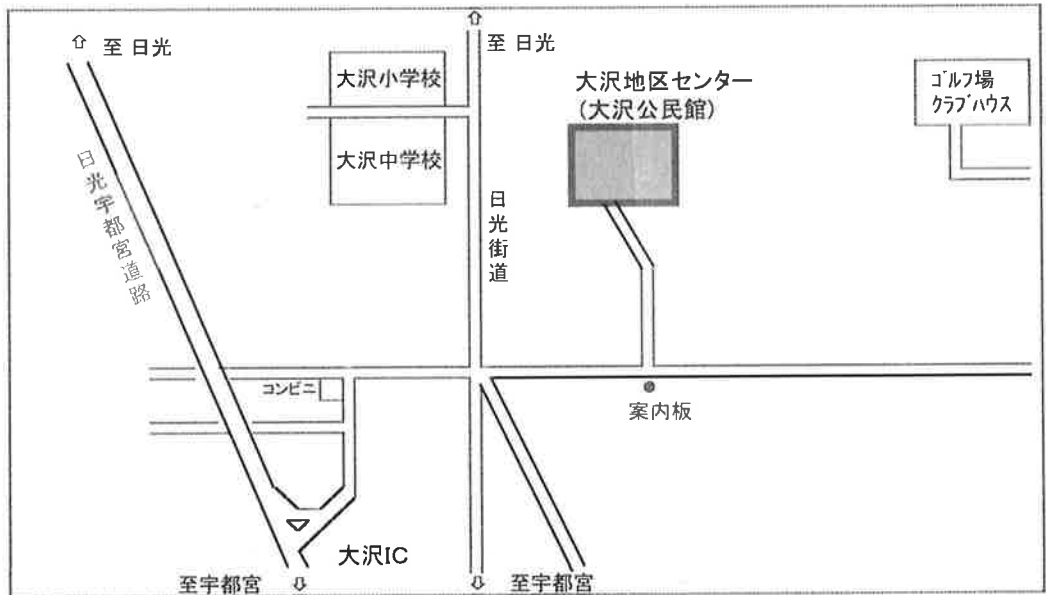 ⇧ 至 日光
⇧
至 日光
大沢小学校
大沢中学校
大沢地区センター
(大沢公民館)
ゴルフ場
クラブハウス
日光宇都宮道路
日光街道
コンビニ
案内板
大沢IC
至宇都宮 ⇩
⇩ 至宇都宮